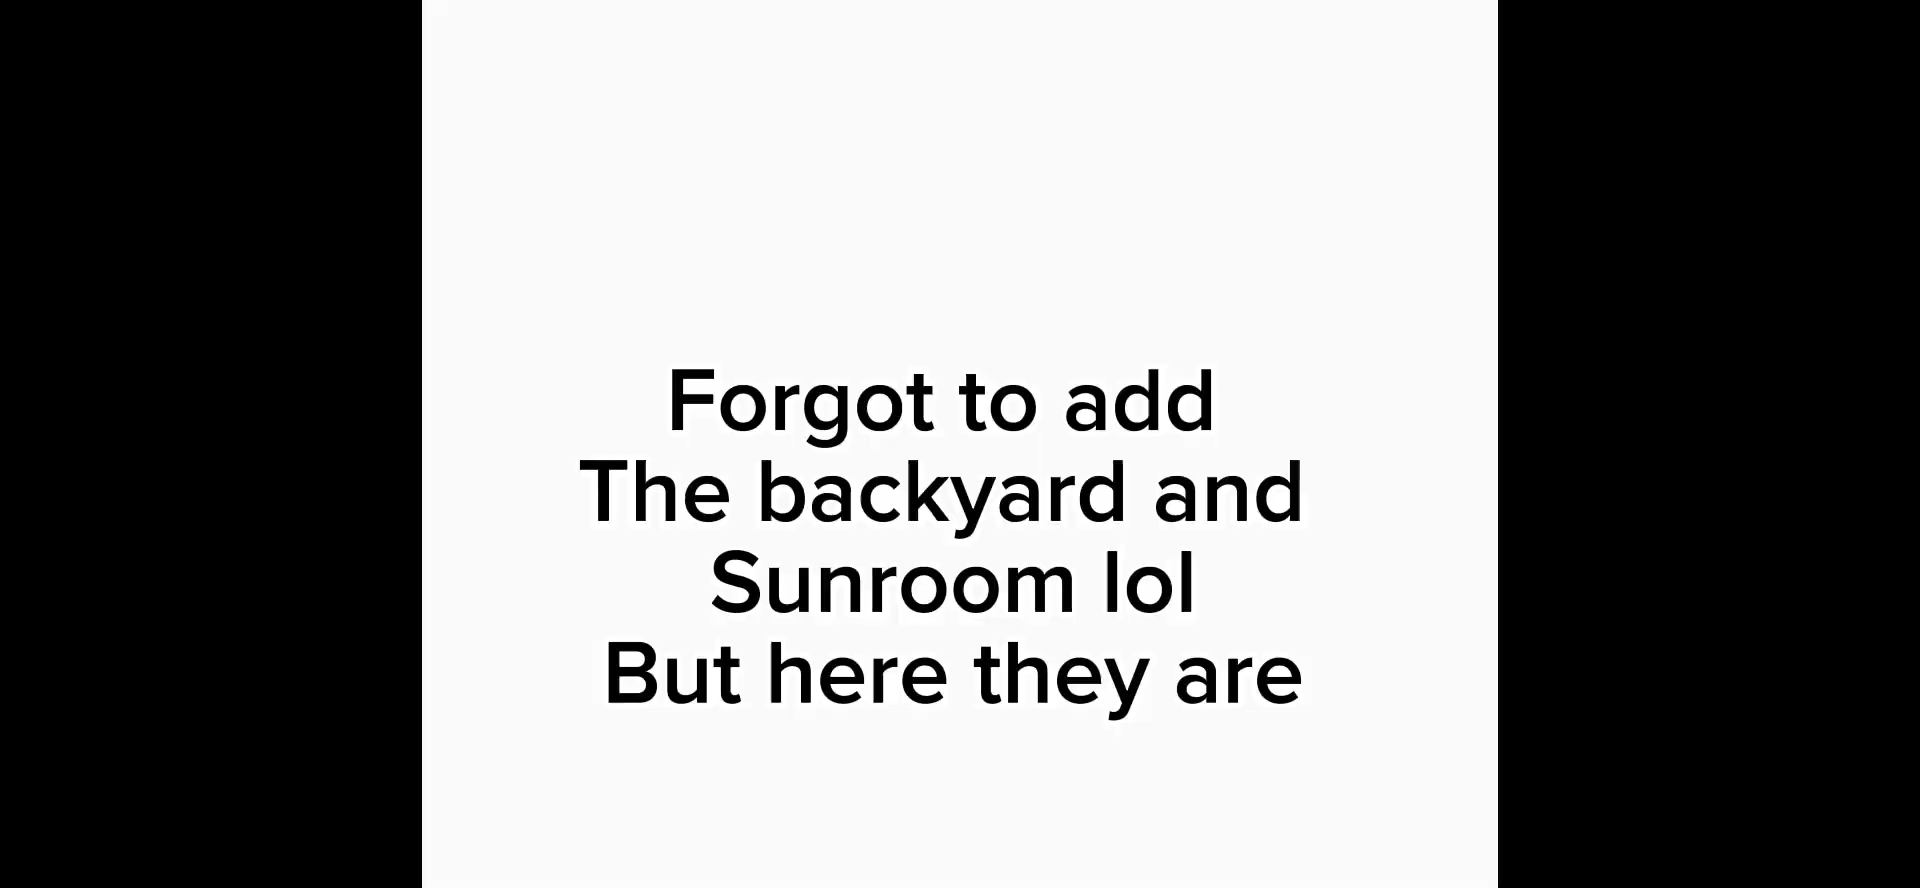 Forgot to add
The backyard and
Sunroom lol
But here they are